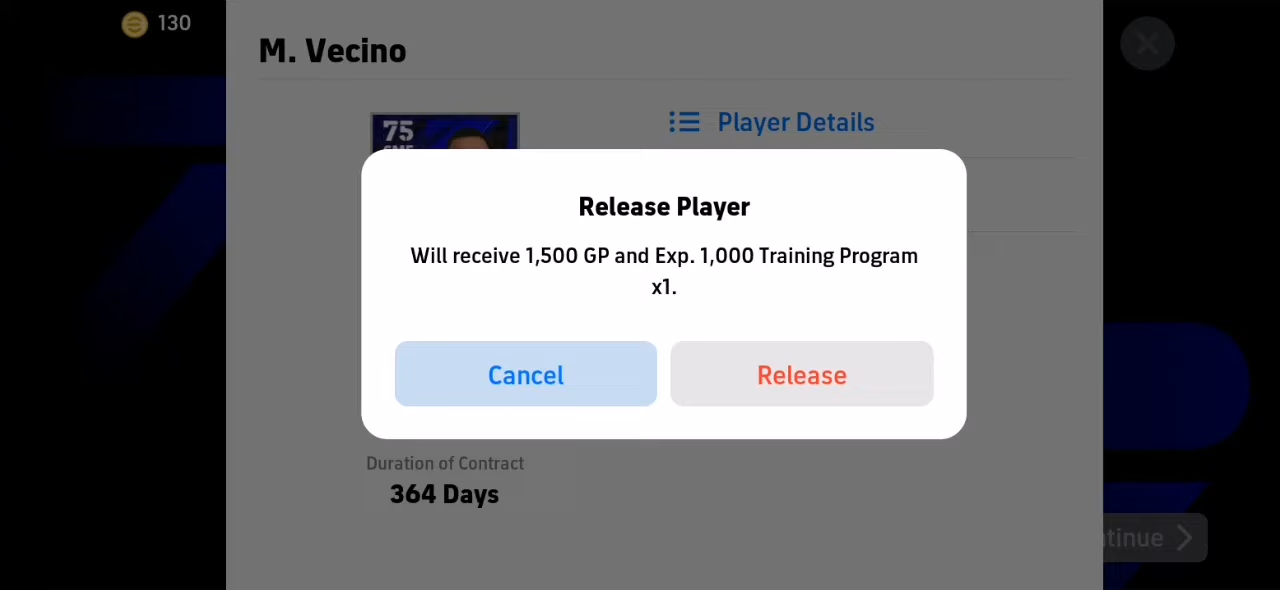 130
M. Vecino
75
Player Details
Release Player
Will receive 1,500 GP and Exp. 1,000 Training Program
x1.
Cancel
Release
Duration of Contract
364 Days